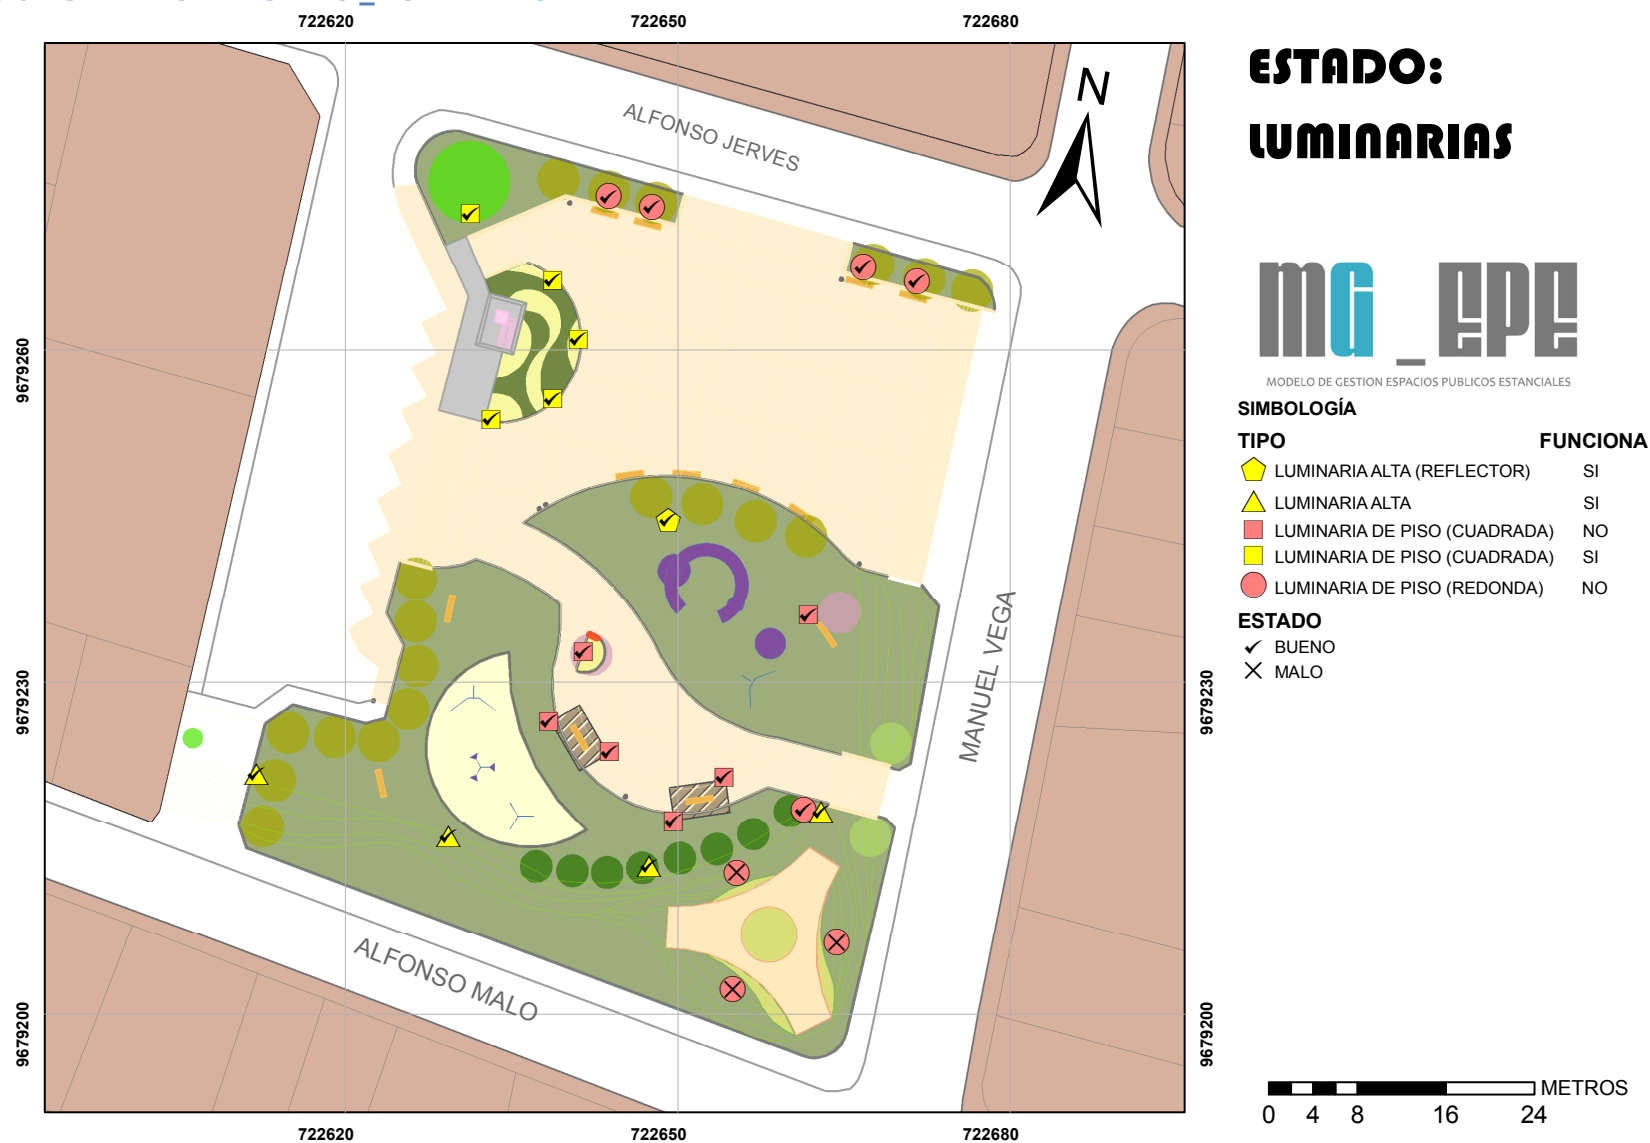 722620 722650 722680
ESTADO:
LUMINARIAS
N
ALFONSO JERVES
MG_EPE
MODELO DE GESTION ESPACIOS PUBLICOS ESTANCIALES
SIMBOLOGÍA
TIPO FUNCIONA
LUMINARIA ALTA (REFLECTOR) SI
LUMINARIA ALTA SI
LUMINARIA DE PISO (CUADRADA) NO
LUMINARIA DE PISO (CUADRADA) SI
LUMINARIA DE PISO (REDONDA) NO
ESTADO
BUENO
MALO
9679260
9679230
9679230
MANUEL VEGA
ALFONSO MALO
9679200
9679200
METROS
0 4 8 16 24
722620 722650 722680